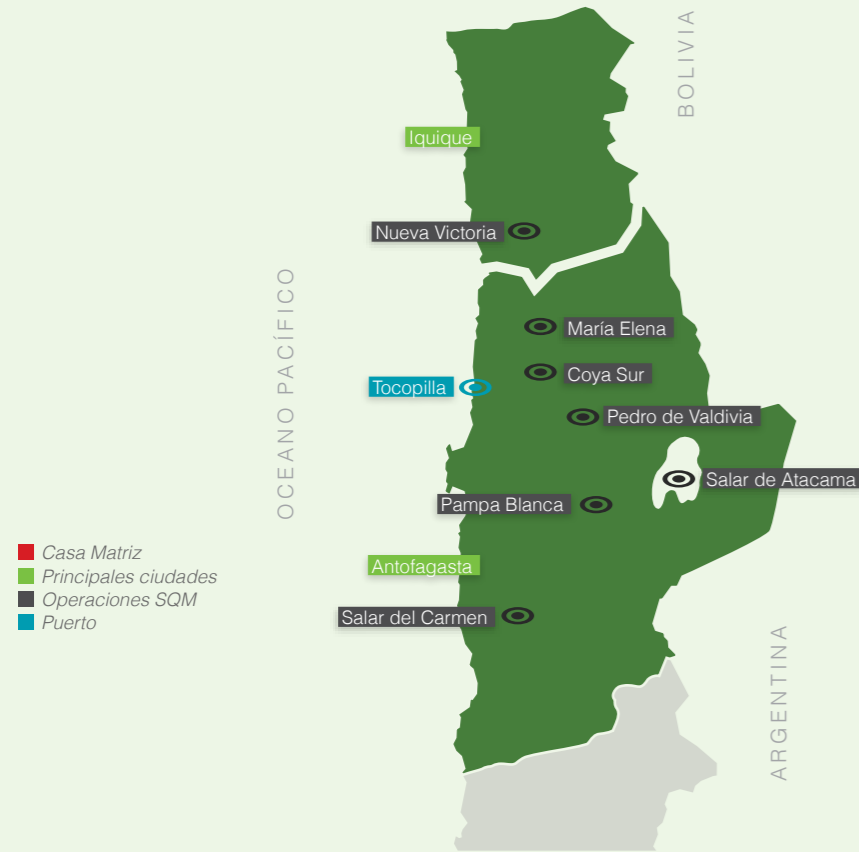 BOLIVIA
Iquique
Nueva Victoria
OCEANO PACÍFICO
María Elena
Coya Sur
Tocopilla
Pedro de Valdivia
Salar de Atacama
Pampa Blanca
Antofagasta
Salar del Carmen
Casa Matriz
Principales ciudades
Operaciones SQM
Puerto
ARGENTINA